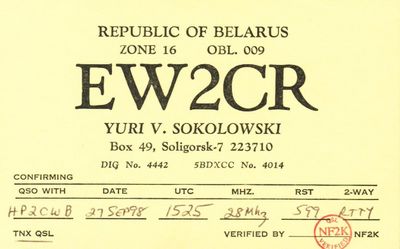 REPUBLIC OF BELARUS
ZONE 16 OBL. 009
EW2CR
YURI V. SOKOLOWSKI
Box 49, Soligorsk-7 223710
DIG No. 4442 5BDXCC No. 4014
CONFIRMING
QSO WITH DATE UTC MHZ. RST 2-WAY
HP2CWB 27 SEP98 1525 28Mhz 599 RTTY
TNX QSL VERIFIED BY NF2K NF2K